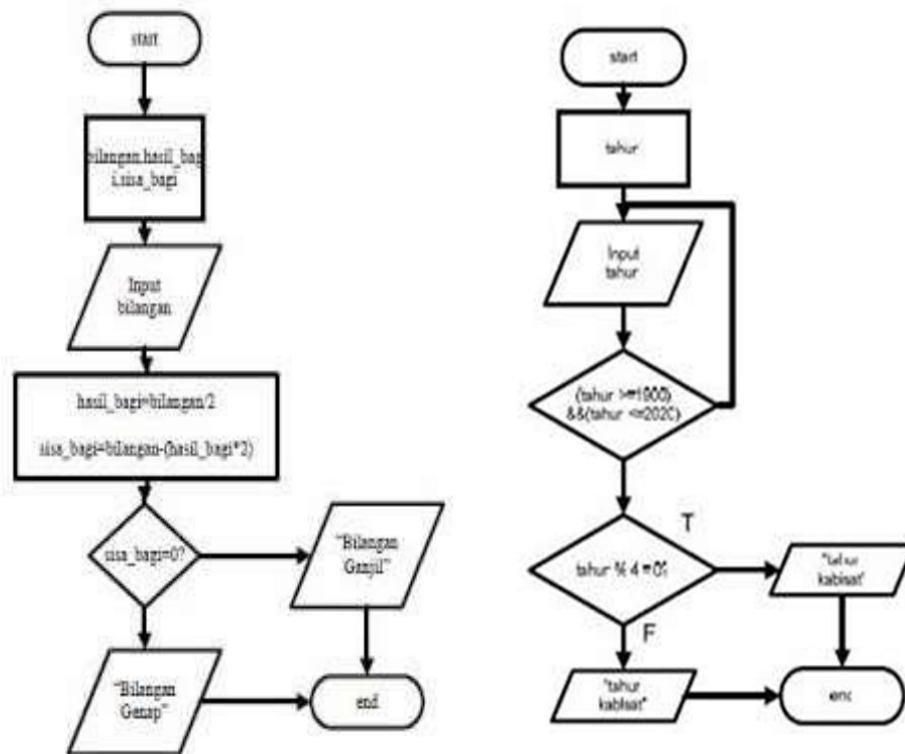 start
bilangan,hasil_bag
i,sisa_bagi
Input
bilangan
hasil_bagi=bilangan/2
sisa_bagi=bilangan-(hasil_bagi*2)
sisa_bagi=0?
"Bilangan
Ganjil"
"Bilangan
Genap"
end
start
tahun
Input
tahun
(tahun >=1900)
&&(tahun <=2020)
tahun % 4 = 0?
T
"tahun
kabisat"
F
"tahun
kabisat"
end